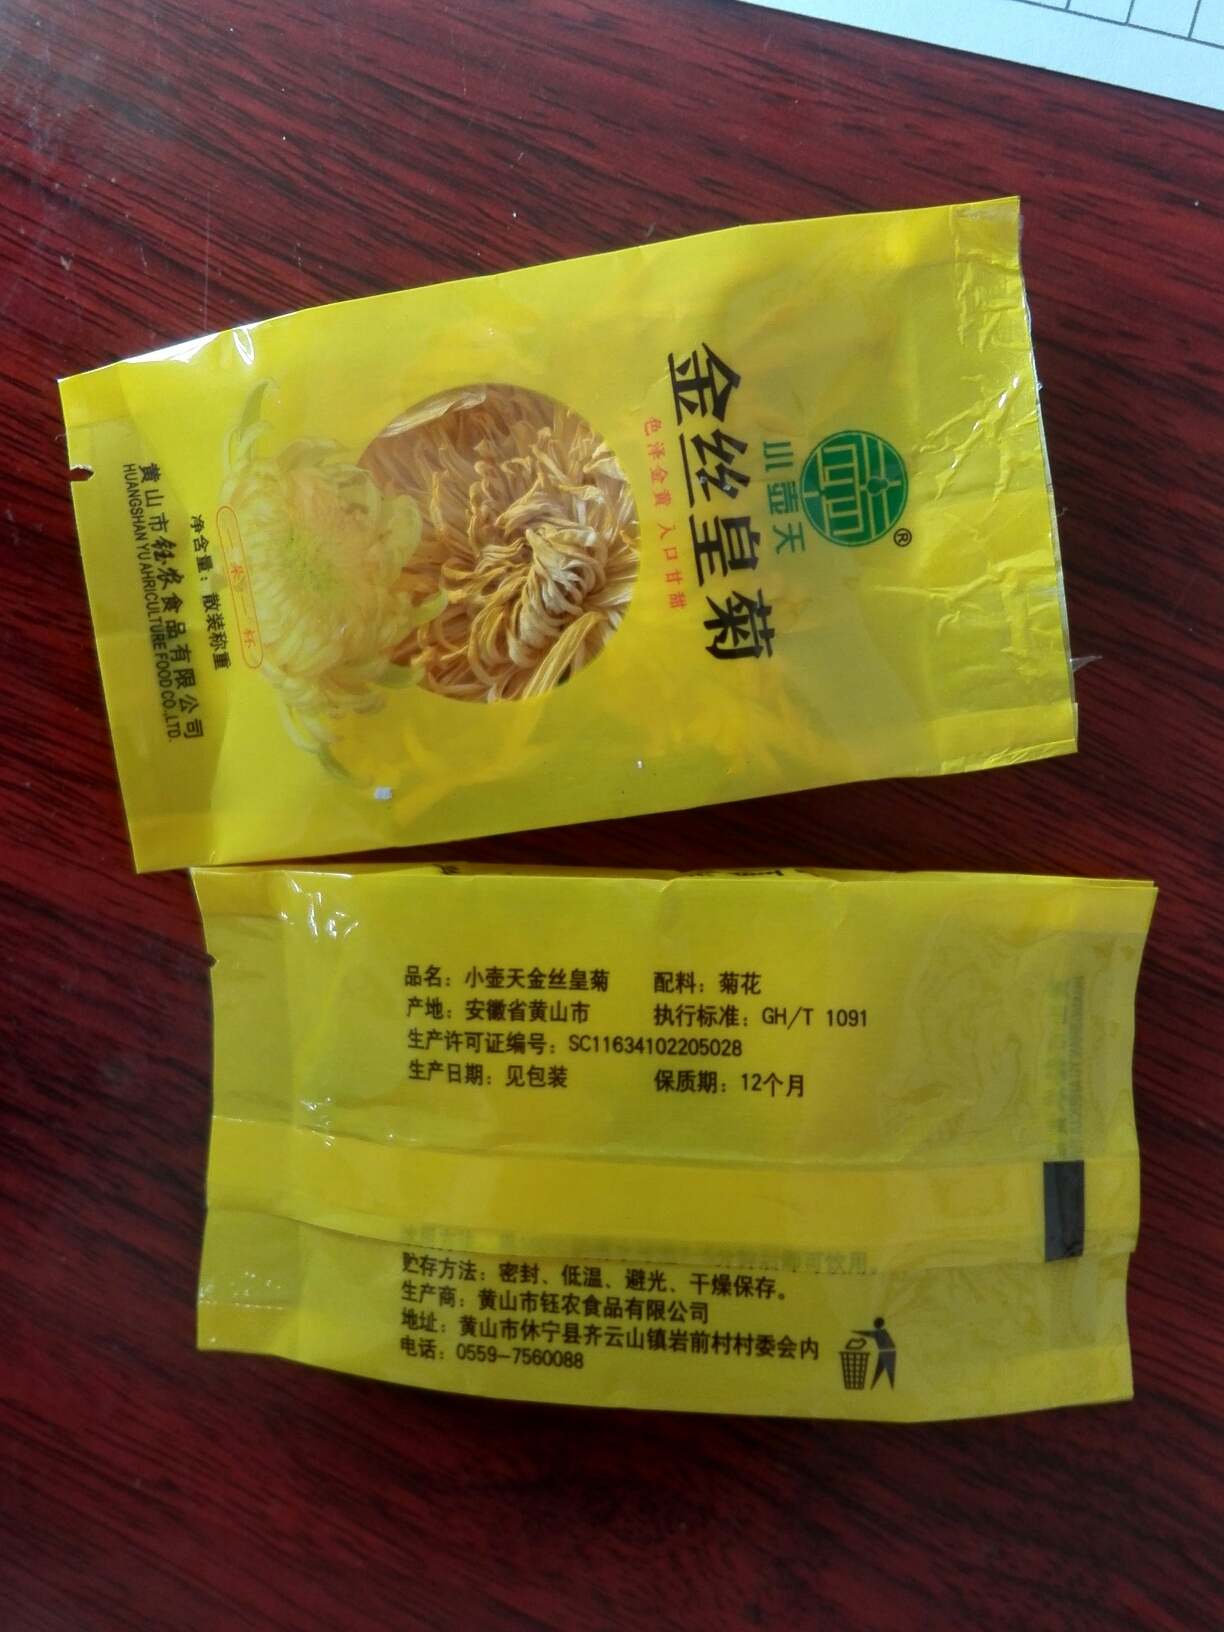 ®
小壶天
金丝皇菊
色泽金黄 入口甘甜
一朵一杯
净含量：散装称重
黄山市钰农食品有限公司
HUANGSHAN YU AHRICULTURE FOOD CO.,LTD.
品名：小壶天金丝皇菊 配料：菊花
产地：安徽省黄山市 执行标准：GH/T 1091
生产许可证编号：SC11634102205028
生产日期：见包装 保质期：12个月
分钟后即可饮用。
贮存方法：密封、低温、避光、干燥保存。
生产商：黄山市钰农食品有限公司
地址：黄山市休宁县齐云山镇岩前村村委会内
电话：0559-7560088